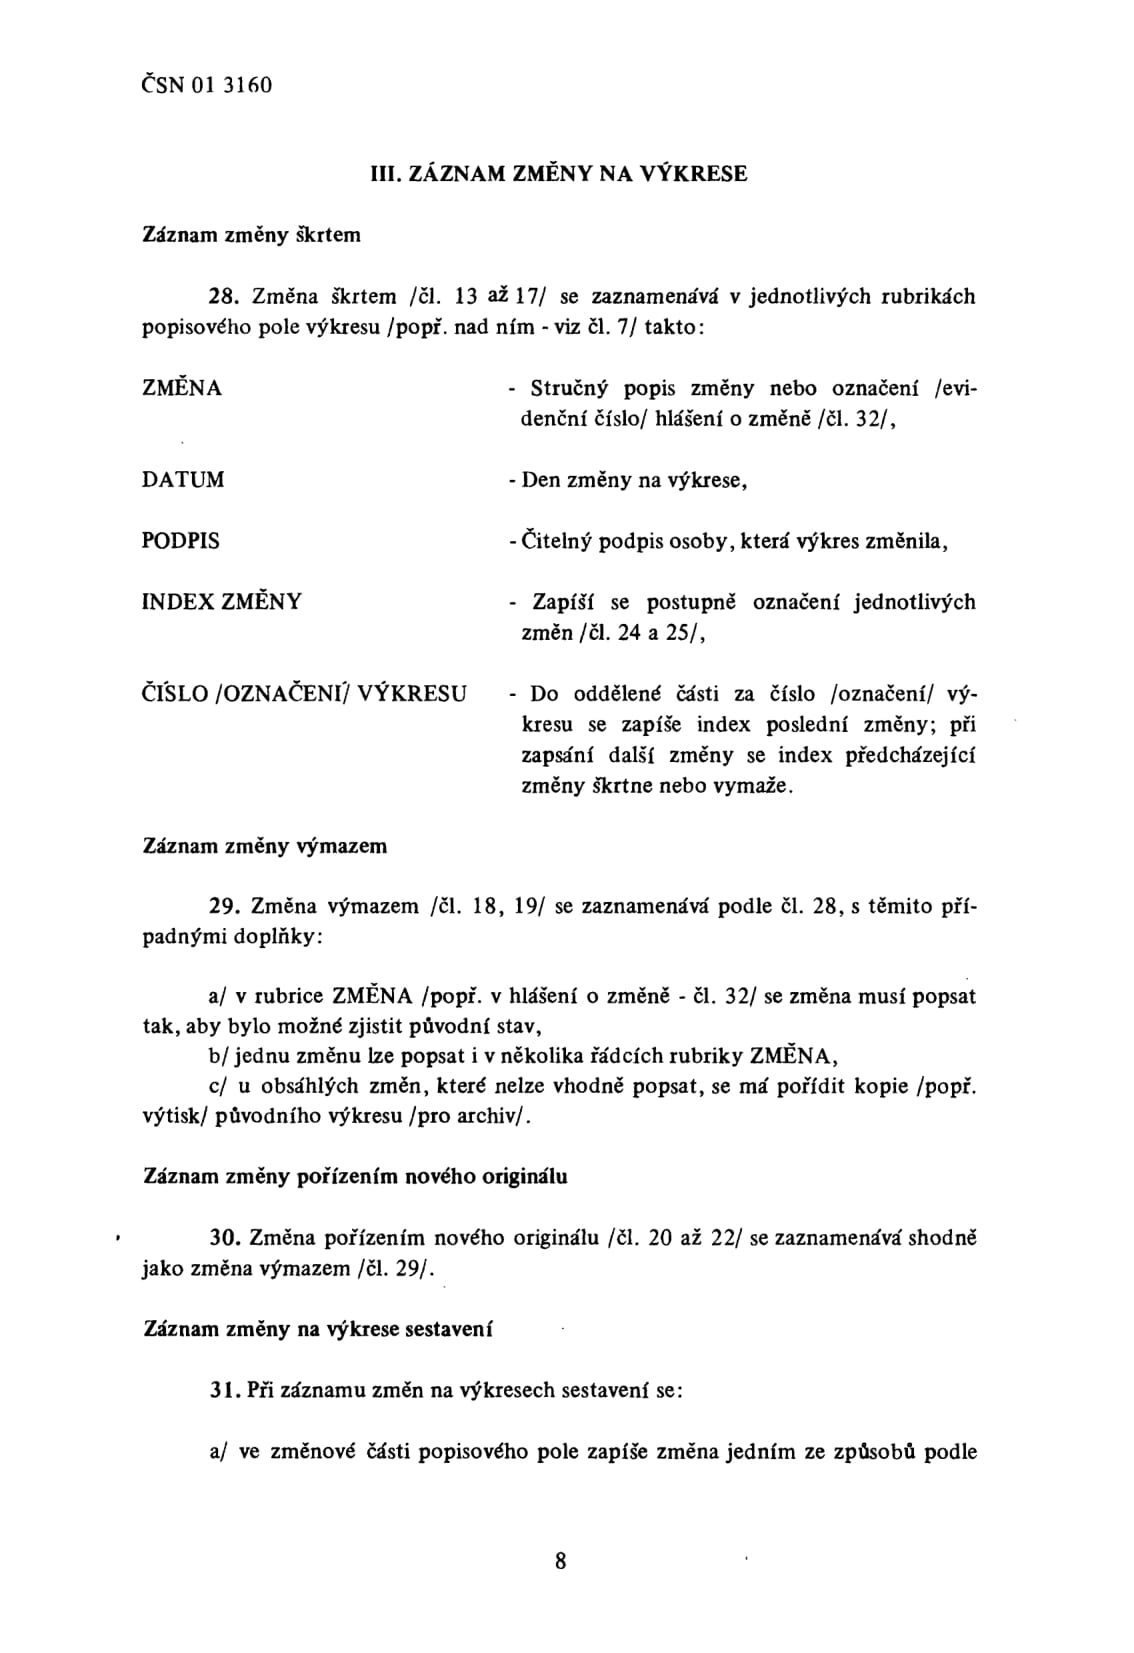 ČSN 01 3160
III. ZÁZNAM ZMĚNY NA VÝKRESE
Záznam změny škrtem
28. Změna škrtem /čl. 13 až 17/ se zaznamenává v jednotlivých rubrikách
popisového pole výkresu /popř. nad ním - viz čl. 7/ takto:
ZMĚNA - Stručný popis změny nebo označení /evi-
denční číslo/ hlášení o změně /čl. 32/,
DATUM - Den změny na výkrese,
PODPIS - Čitelný podpis osoby, která výkres změnila,
INDEX ZMĚNY - Zapíší se postupně označení jednotlivých
změn /čl. 24 a 25/,
ČÍSLO /OZNAČENÍ/ VÝKRESU - Do oddělené části za číslo /označení/ vý-
kresu se zapíše index poslední změny; při
zapsání další změny se index předcházející
změny škrtne nebo vymaže.
Záznam změny výmazem
29. Změna výmazem /čl. 18, 19/ se zaznamenává podle čl. 28, s těmito pří-
padnými doplňky:
a/ v rubrice ZMĚNA /popř. v hlášení o změně - čl. 32/ se změna musí popsat
tak, aby bylo možné zjistit původní stav,
b/ jednu změnu lze popsat i v několika řádcích rubriky ZMĚNA,
c/ u obsáhlých změn, které nelze vhodně popsat, se má pořídit kopie /popř.
výtisk/ původního výkresu /pro archiv/.
Záznam změny pořízením nového originálu
30. Změna pořízením nového originálu /čl. 20 až 22/ se zaznamenává shodně
jako změna výmazem /čl. 29/.
Záznam změny na výkrese sestavení
31. Při záznamu změn na výkresech sestavení se:
a/ ve změnové části popisového pole zapíše změna jedním ze způsobů podle
8